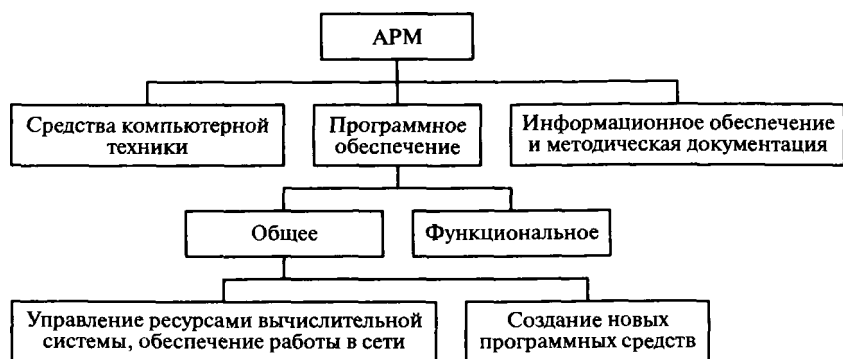 АРМ
Средства компьютерной
техники
Программное
обеспечение
Информационное обеспечение
и методическая документация
Общее
Функциональное
Управление ресурсами вычислительной
системы, обеспечение работы в сети
Создание новых
программных средств